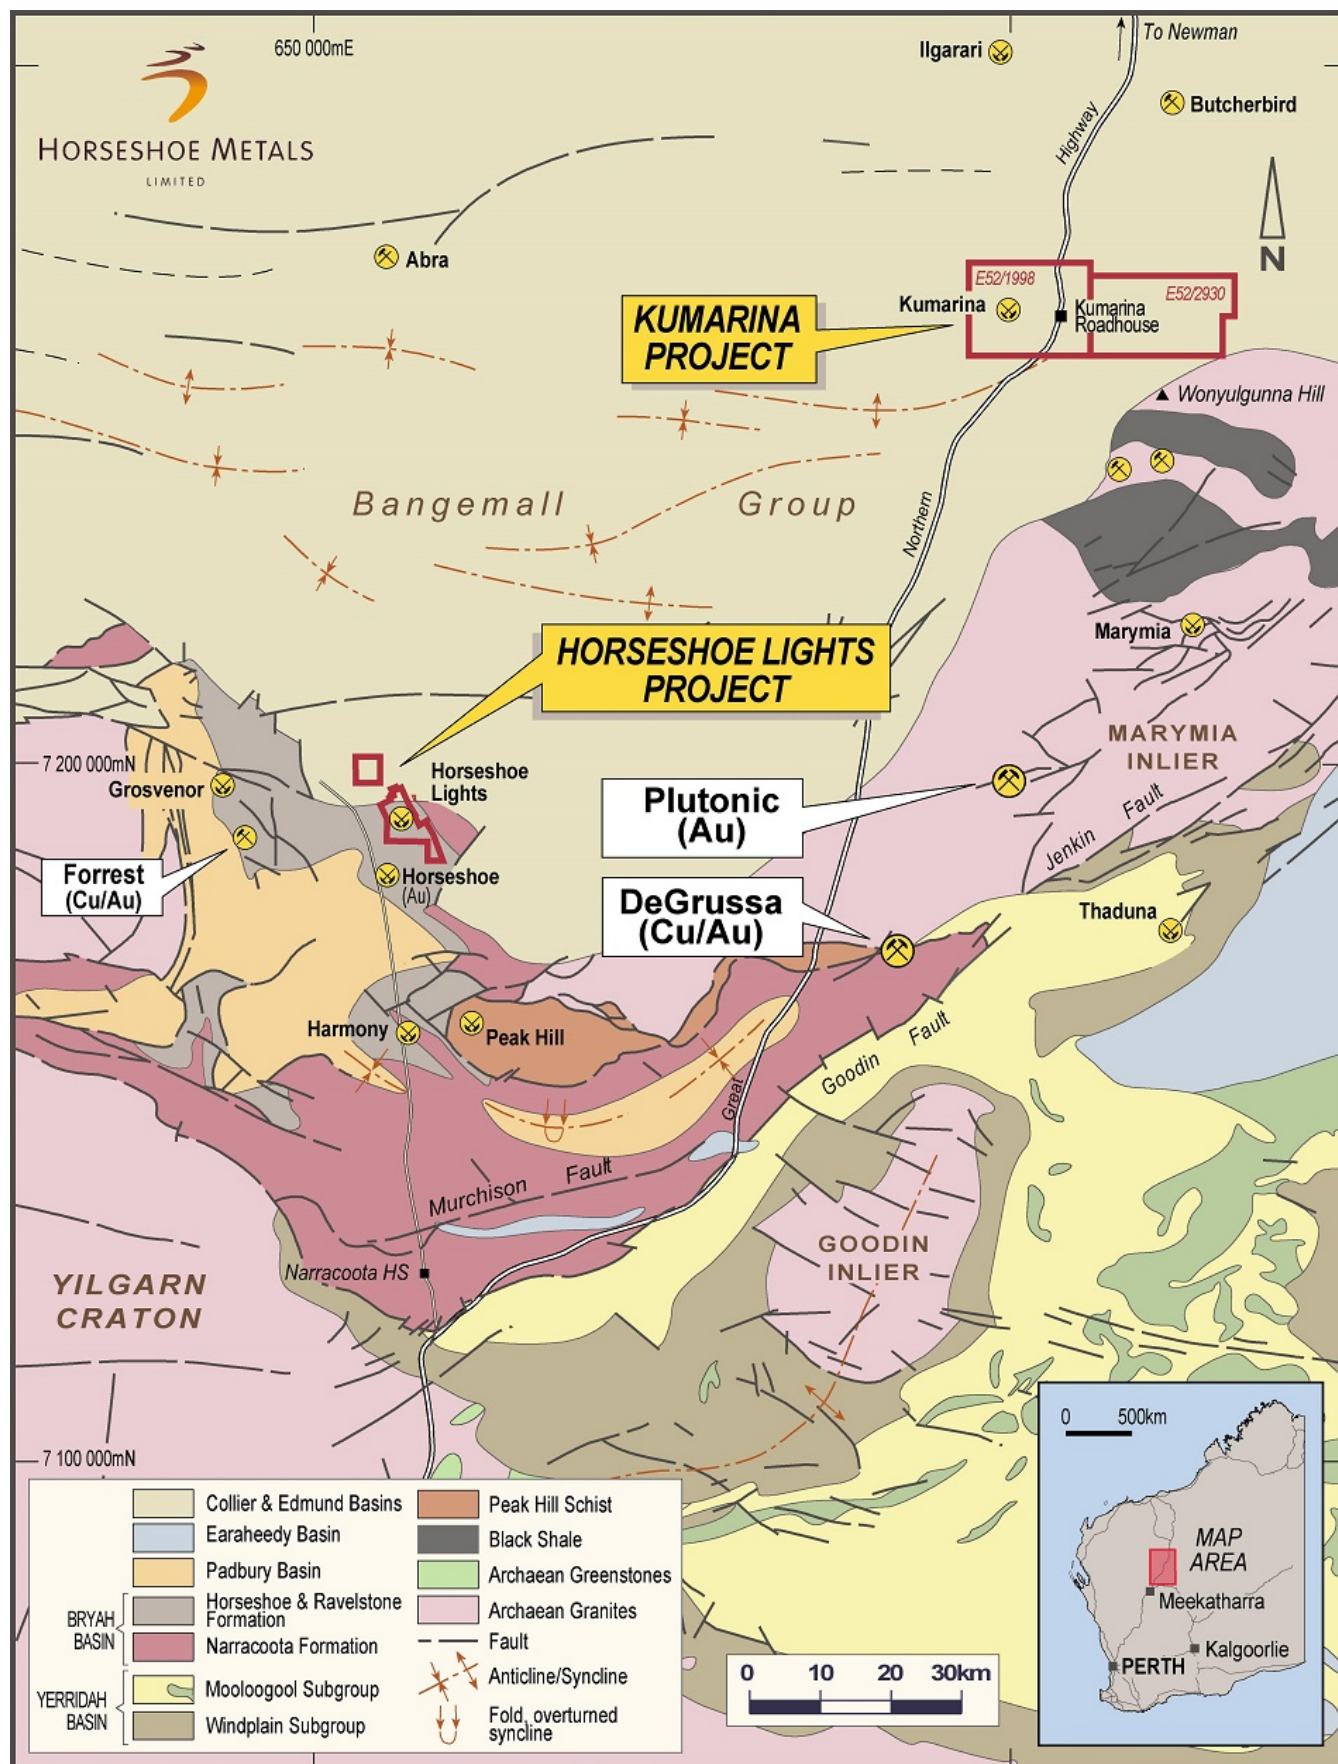 650 000mE
HORSESHOE METALS
LIMITED
Ilgarari
To Newman
Butcherbird
Highway
Abra
N
E52/1998
E52/2930
Kumarina
Kumarina
Roadhouse
KUMARINA
PROJECT
Wonyulgunna Hill
Bangemall Group
Northern
Marymia
HORSESHOE LIGHTS
PROJECT
MARYMIA
INLIER
7 200 000mN
Grosvenor
Horseshoe
Lights
Plutonic
(Au)
Jenkin Fault
Forrest
(Cu/Au)
Horseshoe
(Au)
DeGrussa
(Cu/Au)
Thaduna
Harmony
Peak Hill
Goodin Fault
Great
Murchison Fault
GOODIN
INLIER
Narracoota HS
YILGARN
CRATON
7 100 000mN
Collier & Edmund Basins
Earaheedy Basin
Padbury Basin
BRYAH
BASIN
Horseshoe & Ravelstone
Formation
Narracoota Formation
YERRIDAH
BASIN
Mooloogool Subgroup
Windplain Subgroup
Peak Hill Schist
Black Shale
Archaean Greenstones
Archaean Granites
Fault
Anticline/Syncline
Fold, overturned
syncline
0 10 20 30km
0 500km
MAP
AREA
Meekatharra
Kalgoorlie
PERTH